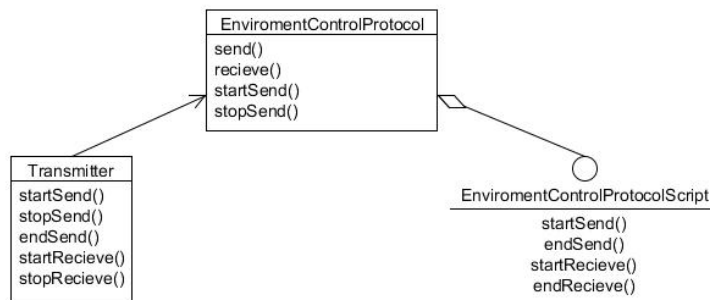 EnviromentControlProtocol
send()
recieve()
startSend()
stopSend()
Transmitter
startSend()
stopSend()
endSend()
startRecieve()
stopRecieve()
EnviromentControlProtocolScript
startSend()
endSend()
startRecieve()
endRecieve()